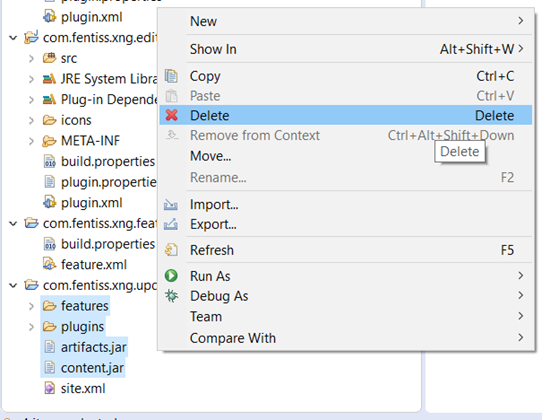 plugin.properties
plugin.xml
com.fentiss.xng.edi
src
JRE System Libra
Plug-in Depende
icons
META-INF
build.properties
plugin.propertie
plugin.xml
com.fentiss.xng.feat
build.properties
feature.xml
com.fentiss.xng.upd
features
plugins
artifacts.jar
content.jar
site.xml
New
Show In Alt+Shift+W
Copy Ctrl+C
Paste Ctrl+V
Delete Delete
Remove from Context Ctrl+Alt+Shift+Down
Delete
Move...
Rename... F2
Import...
Export...
Refresh F5
Run As
Debug As
Team
Compare With